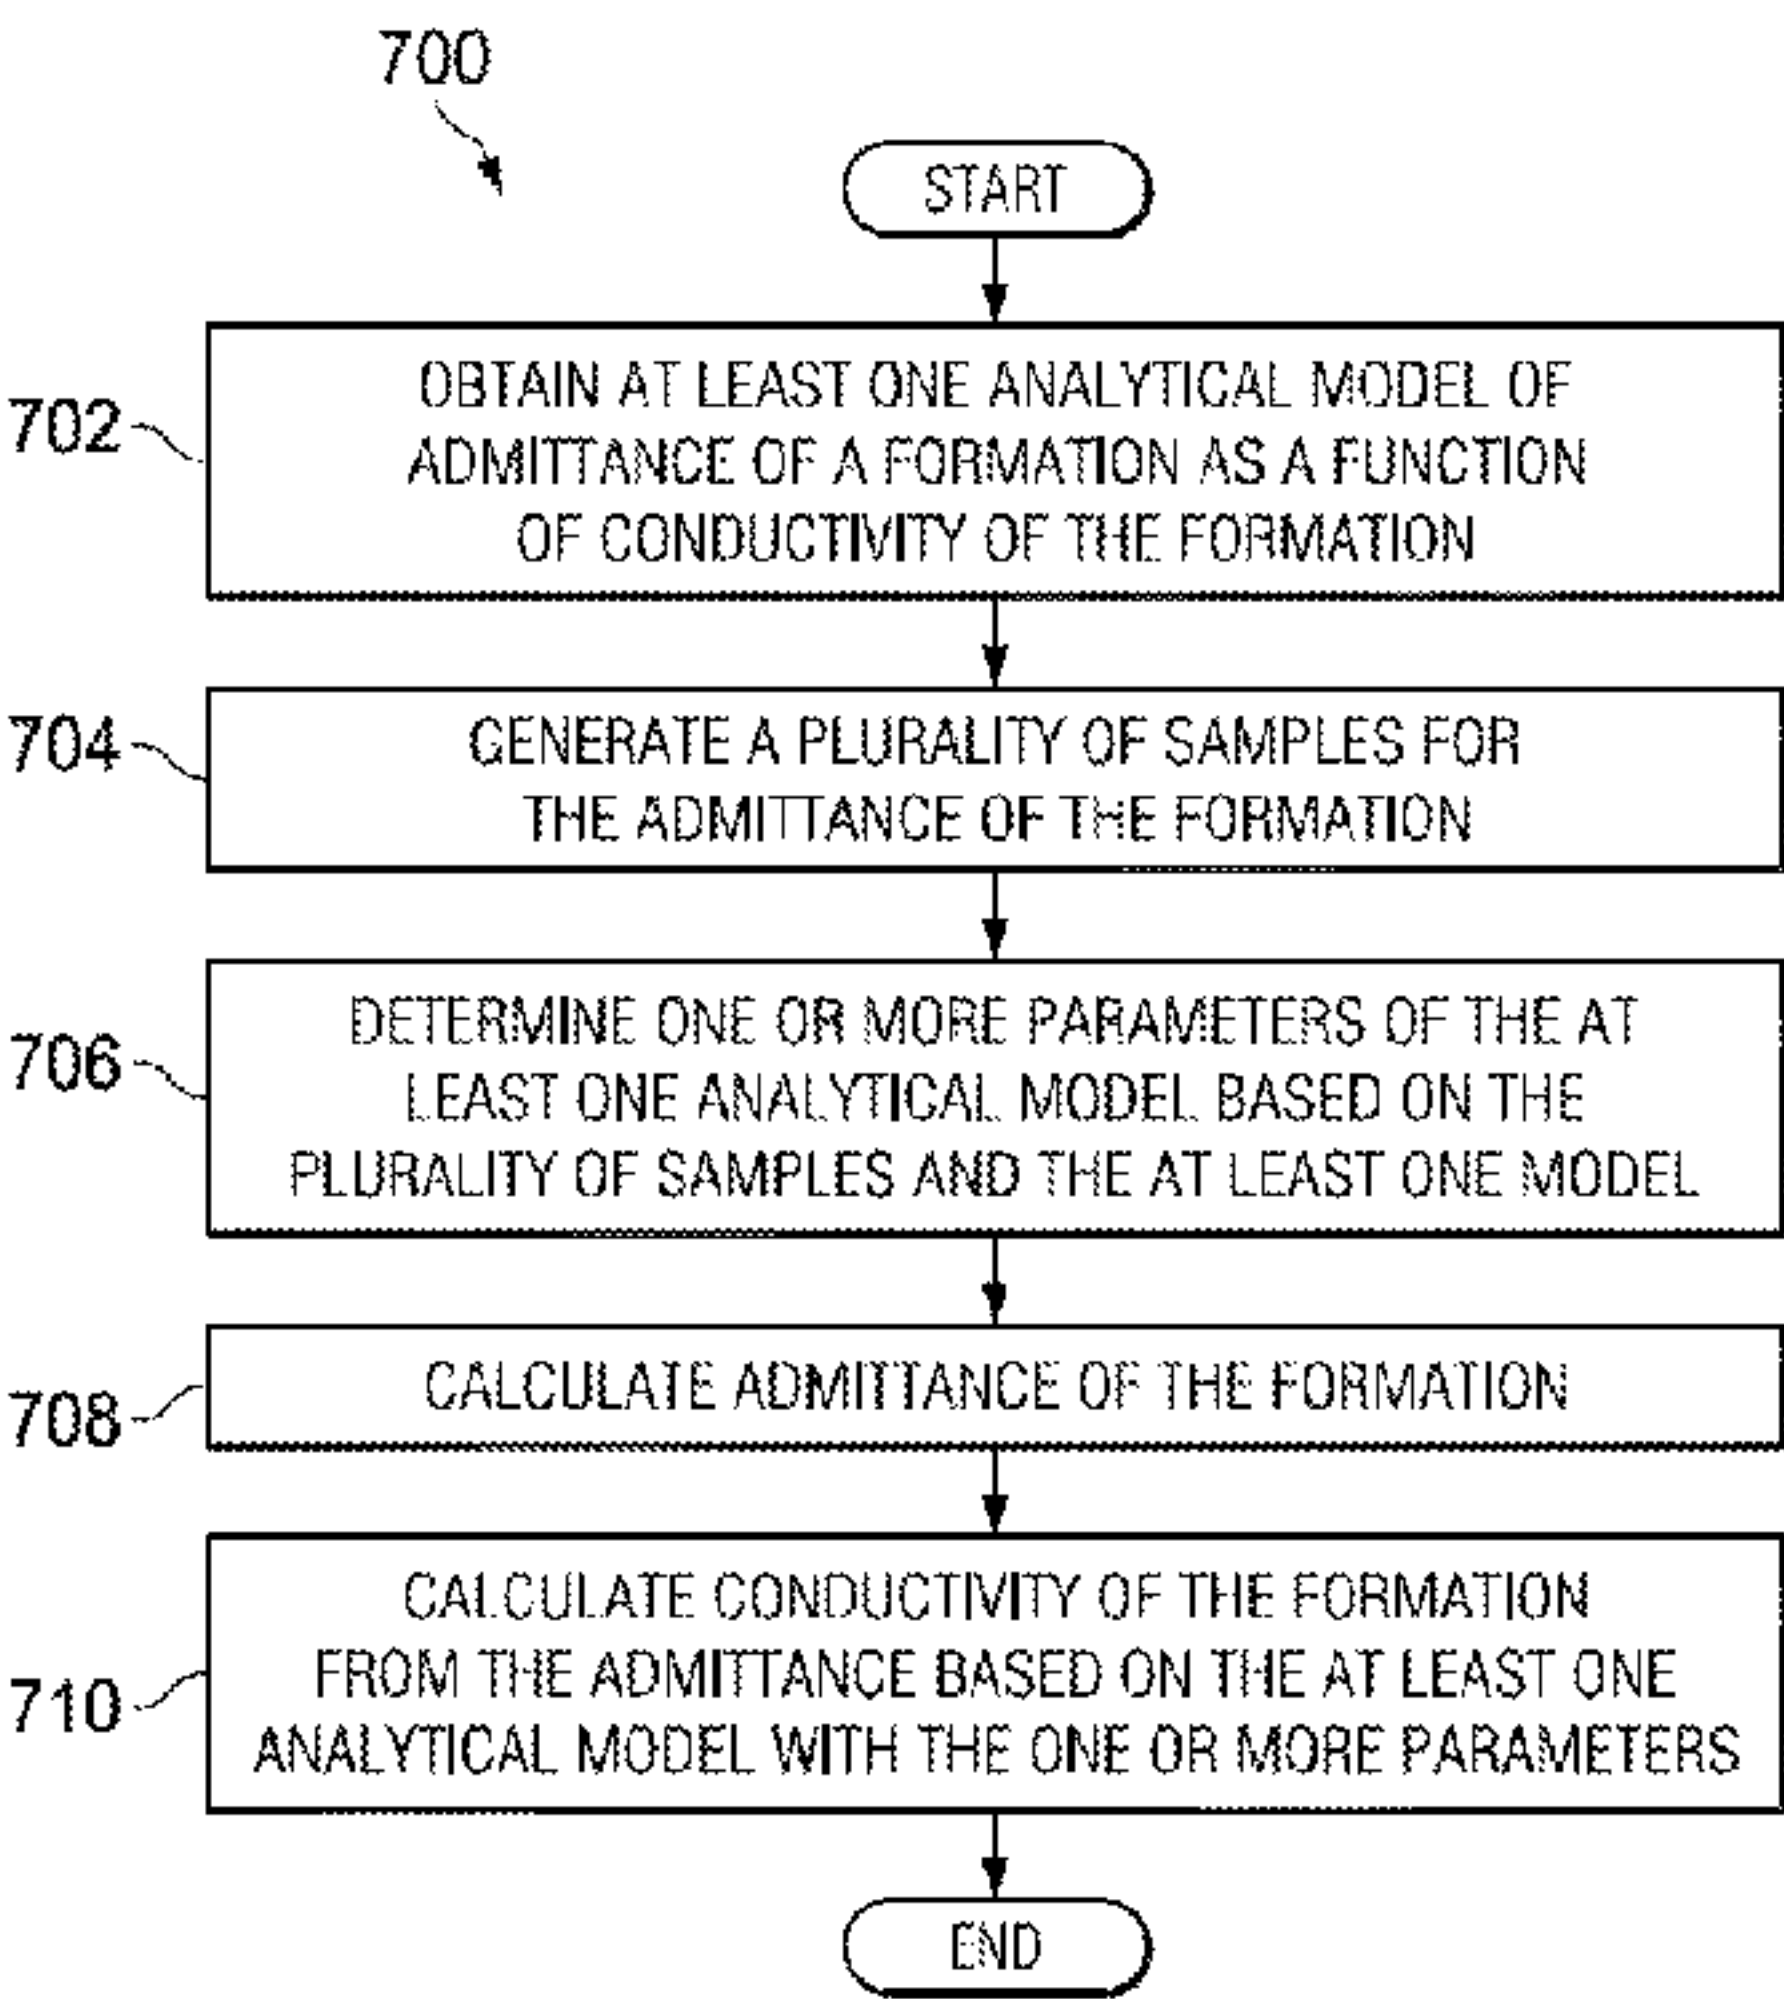 700
START
702
OBTAIN AT LEAST ONE ANALYTICAL MODEL OF
ADMITTANCE OF A FORMATION AS A FUNCTION
OF CONDUCTIVITY OF THE FORMATION
704
GENERATE A PLURALITY OF SAMPLES FOR
THE ADMITTANCE OF THE FORMATION
706
DETERMINE ONE OR MORE PARAMETERS OF THE AT
LEAST ONE ANALYTICAL MODEL BASED ON THE
PLURALITY OF SAMPLES AND THE AT LEAST ONE MODEL
708
CALCULATE ADMITTANCE OF THE FORMATION
710
CALCULATE CONDUCTIVITY OF THE FORMATION
FROM THE ADMITTANCE BASED ON THE AT LEAST ONE
ANALYTICAL MODEL WITH THE ONE OR MORE PARAMETERS
END